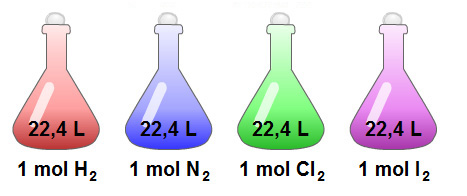 22,4 L 22,4 L 22,4 L 22,4 L
1 mol H₂ 1 mol N₂ 1 mol Cl₂ 1 mol I₂